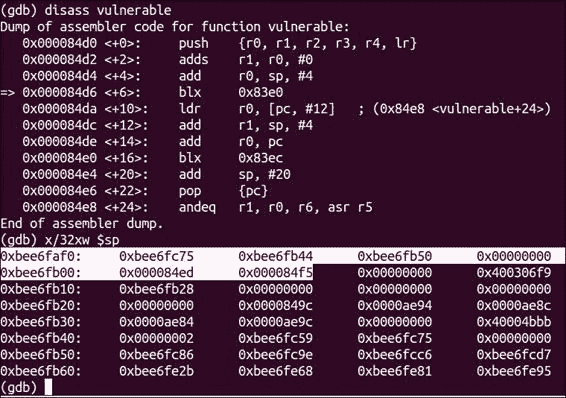 (gdb) disass vulnerable
Dump of assembler code for function vulnerable:
   0x000084d0 <+0>:     push    {r0, r1, r2, r3, r4, lr}
   0x000084d2 <+2>:     adds    r1, r0, #0
   0x000084d4 <+4>:     add     r0, sp, #4
=> 0x000084d6 <+6>:     blx     0x83e0
   0x000084da <+10>:    ldr     r0, [pc, #12]   ; (0x84e8 <vulnerable+24>)
   0x000084dc <+12>:    add     r1, sp, #4
   0x000084de <+14>:    add     r0, pc
   0x000084e0 <+16>:    blx     0x83ec
   0x000084e4 <+20>:    add     sp, #20
   0x000084e6 <+22>:    pop     {pc}
   0x000084e8 <+24>:    andeq   r1, r0, r6, asr r5
End of assembler dump.
(gdb) x/32xw $sp
0xbee6faf0:     0xbee6fc75      0xbee6fb44      0xbee6fb50      0x00000000
0xbee6fb00:     0x000084ed      0x000084f5      0x00000000      0x400306f9
0xbee6fb10:     0xbee6fb28      0x00000000      0x00000000      0x00000000
0xbee6fb20:     0x00000000      0x0000849c      0x0000ae94      0x0000ae8c
0xbee6fb30:     0x0000ae84      0x0000ae9c      0x00000000      0x40004bbb
0xbee6fb40:     0x00000002      0xbee6fc59      0xbee6fc75      0x00000000
0xbee6fb50:     0xbee6fc86      0xbee6fc9e      0xbee6fcc6      0xbee6fcd7
0xbee6fb60:     0xbee6fe2b      0xbee6fe68      0xbee6fe81      0xbee6fe95
(gdb)